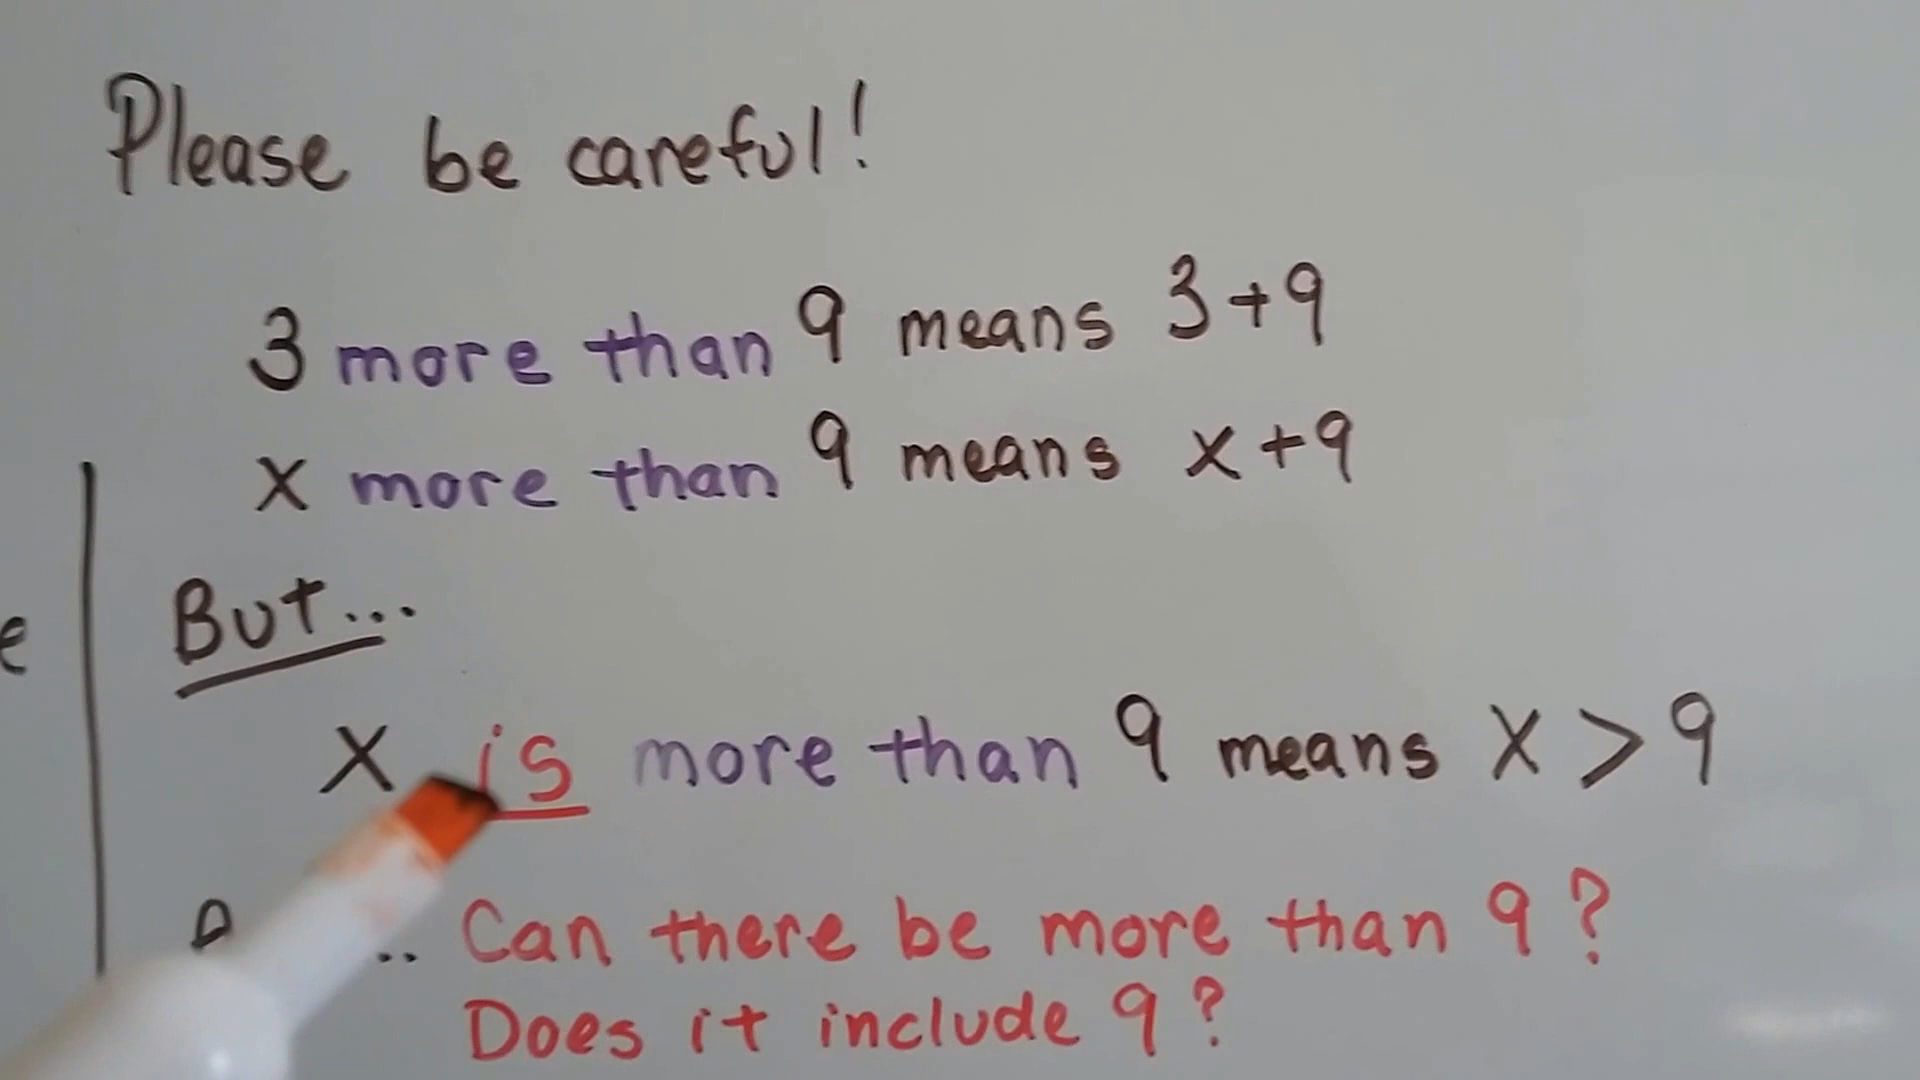 Please be careful!
3 more than 9 means 3+9
x more than 9 means x+9
But...
e
x is more than 9 means x > 9
.. Can there be more than 9?
Does it include 9?